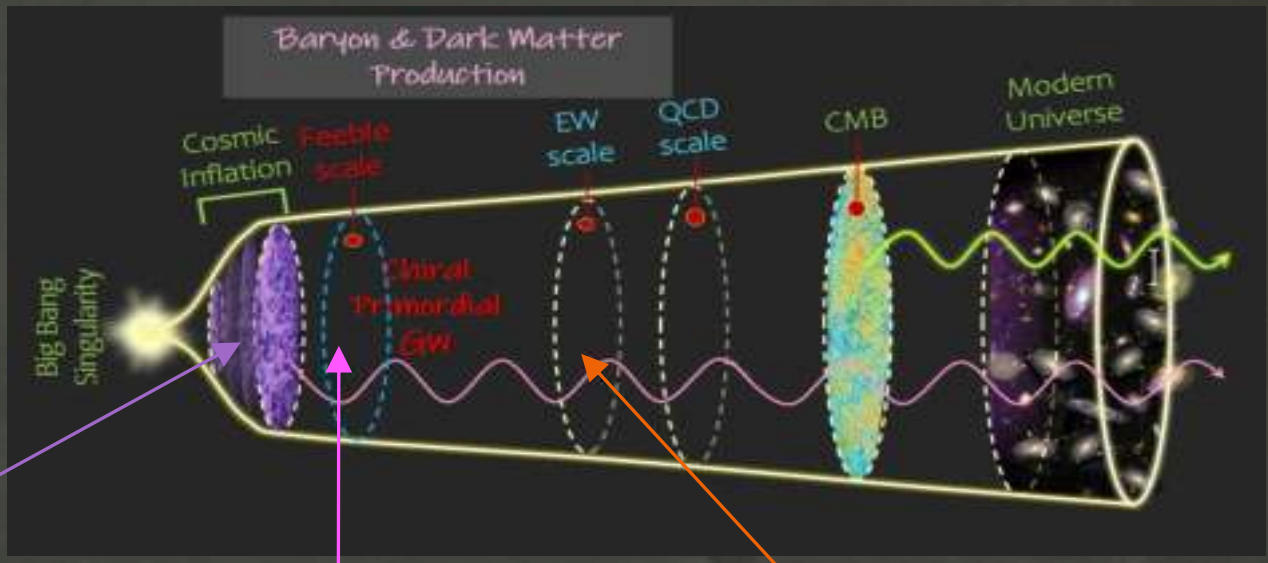 Baryon & Dark Matter
Production
Cosmic
Inflation
Feeble
scale
EW
scale
QCD
scale
CMB
Modern
Universe
Big Bang
Singularity
Chiral
Primordial
GW